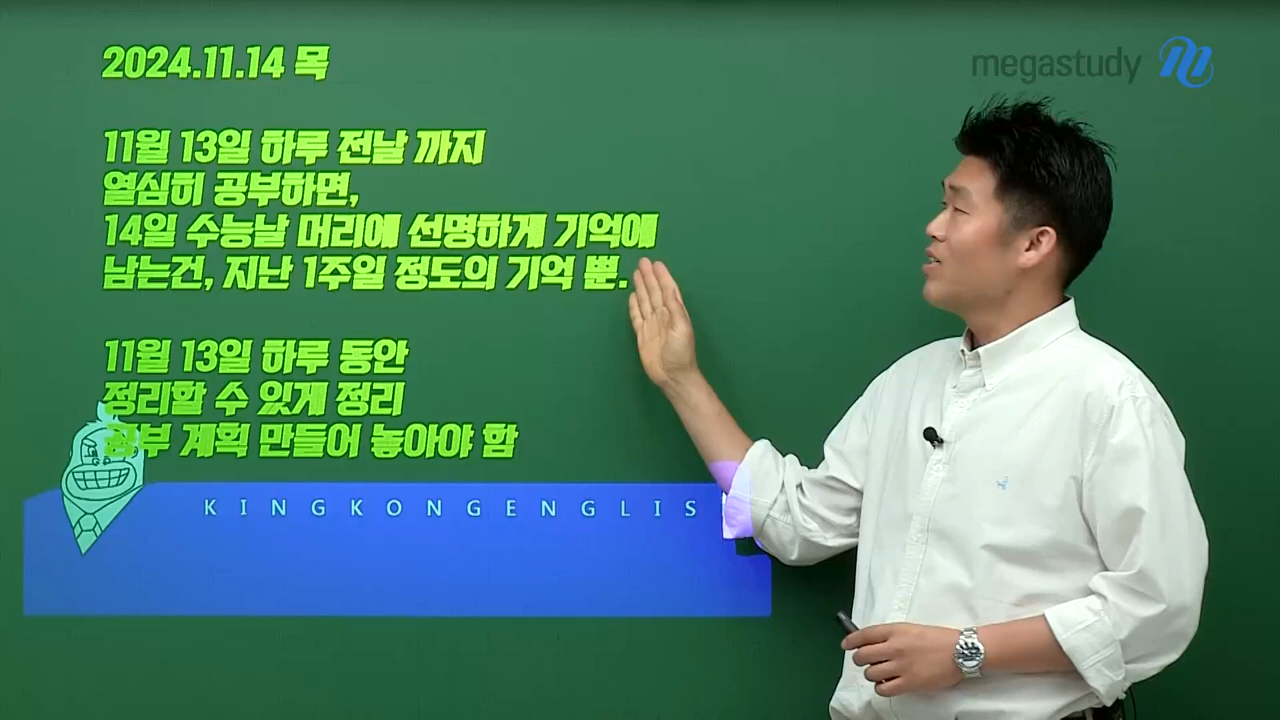 2024.11.14 목
megastudy
11월 13일 하루 전날 까지
열심히 공부하면,
14일 수능날 머리에 선명하게 기억에
남는건, 지난 1주일 정도의 기억 뿐.
11월 13일 하루 동안
정리할 수 있게 정리
공부 계획 만들어 놓아야 함
KINGKONGENGLIS